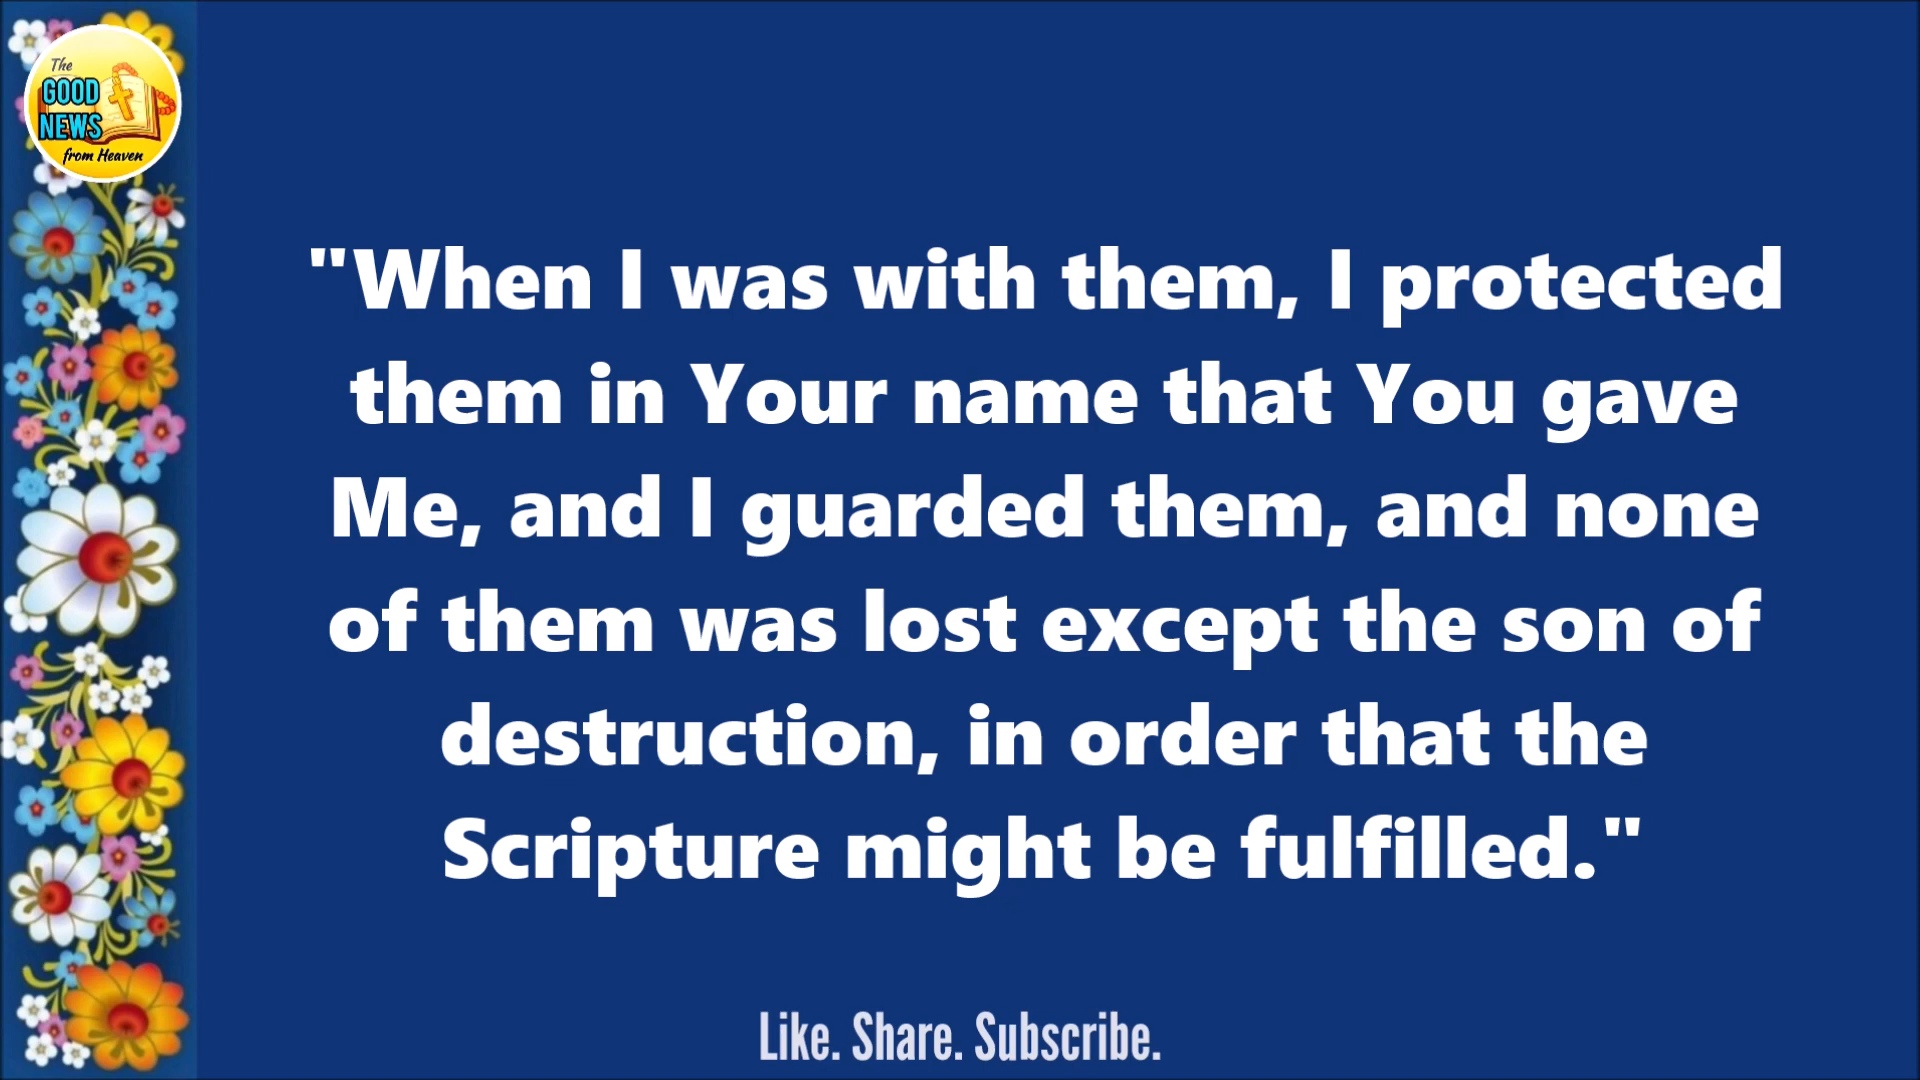 The
GOOD
NEWS
from Heaven
"When I was with them, I protected
them in Your name that You gave
Me, and I guarded them, and none
of them was lost except the son of
destruction, in order that the
Scripture might be fulfilled."
Like. Share. Subscribe.